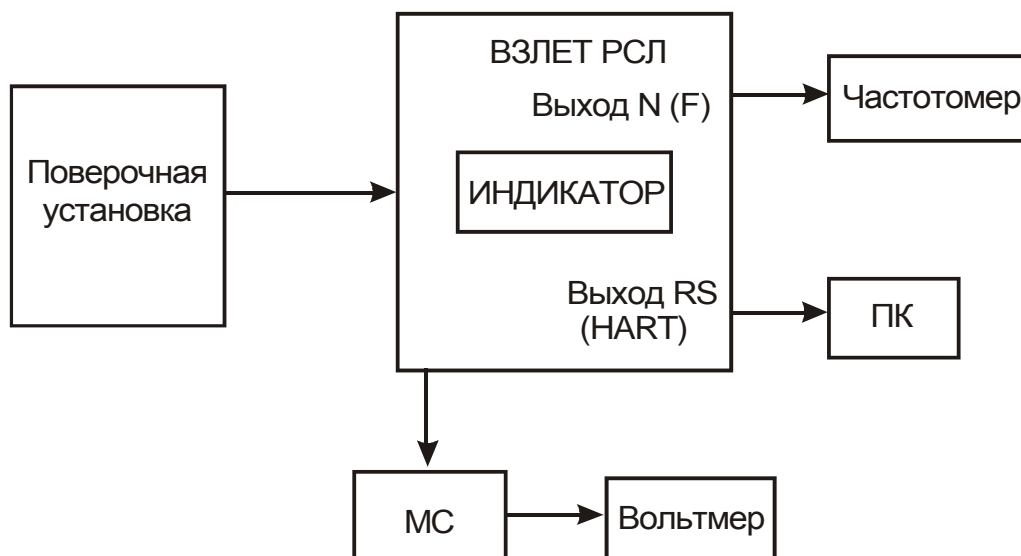 ВЗЛЕТ РСЛ
Выход N (F)
Частотомер
Поверочная
установка
ИНДИКАТОР
Выход RS
(HART)
ПК
МС
Вольтмер